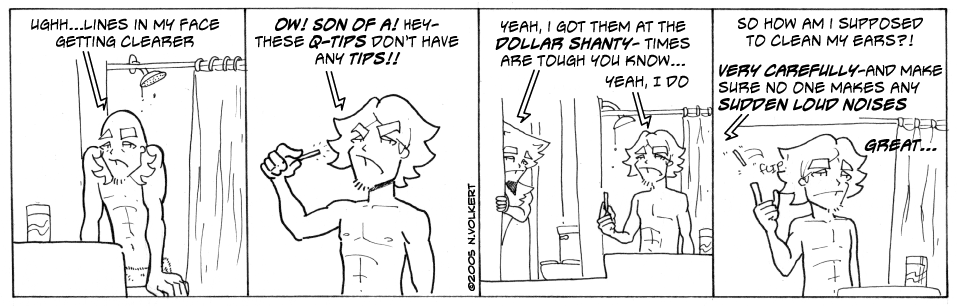 UGHH...LINES IN MY FACE
GETTING CLEARER
OW! SON OF A! HEY-
THESE Q-TIPS DON'T HAVE
ANY TIPS!!
©2005 N.VOLKERT
YEAH, I GOT THEM AT THE
DOLLAR SHANTY- TIMES
ARE TOUGH YOU KNOW...
YEAH, I DO
SO HOW AM I SUPPOSED
TO CLEAN MY EARS?!
VERY CAREFULLY-AND MAKE
SURE NO ONE MAKES ANY
SUDDEN LOUD NOISES
GREAT...
FLIP